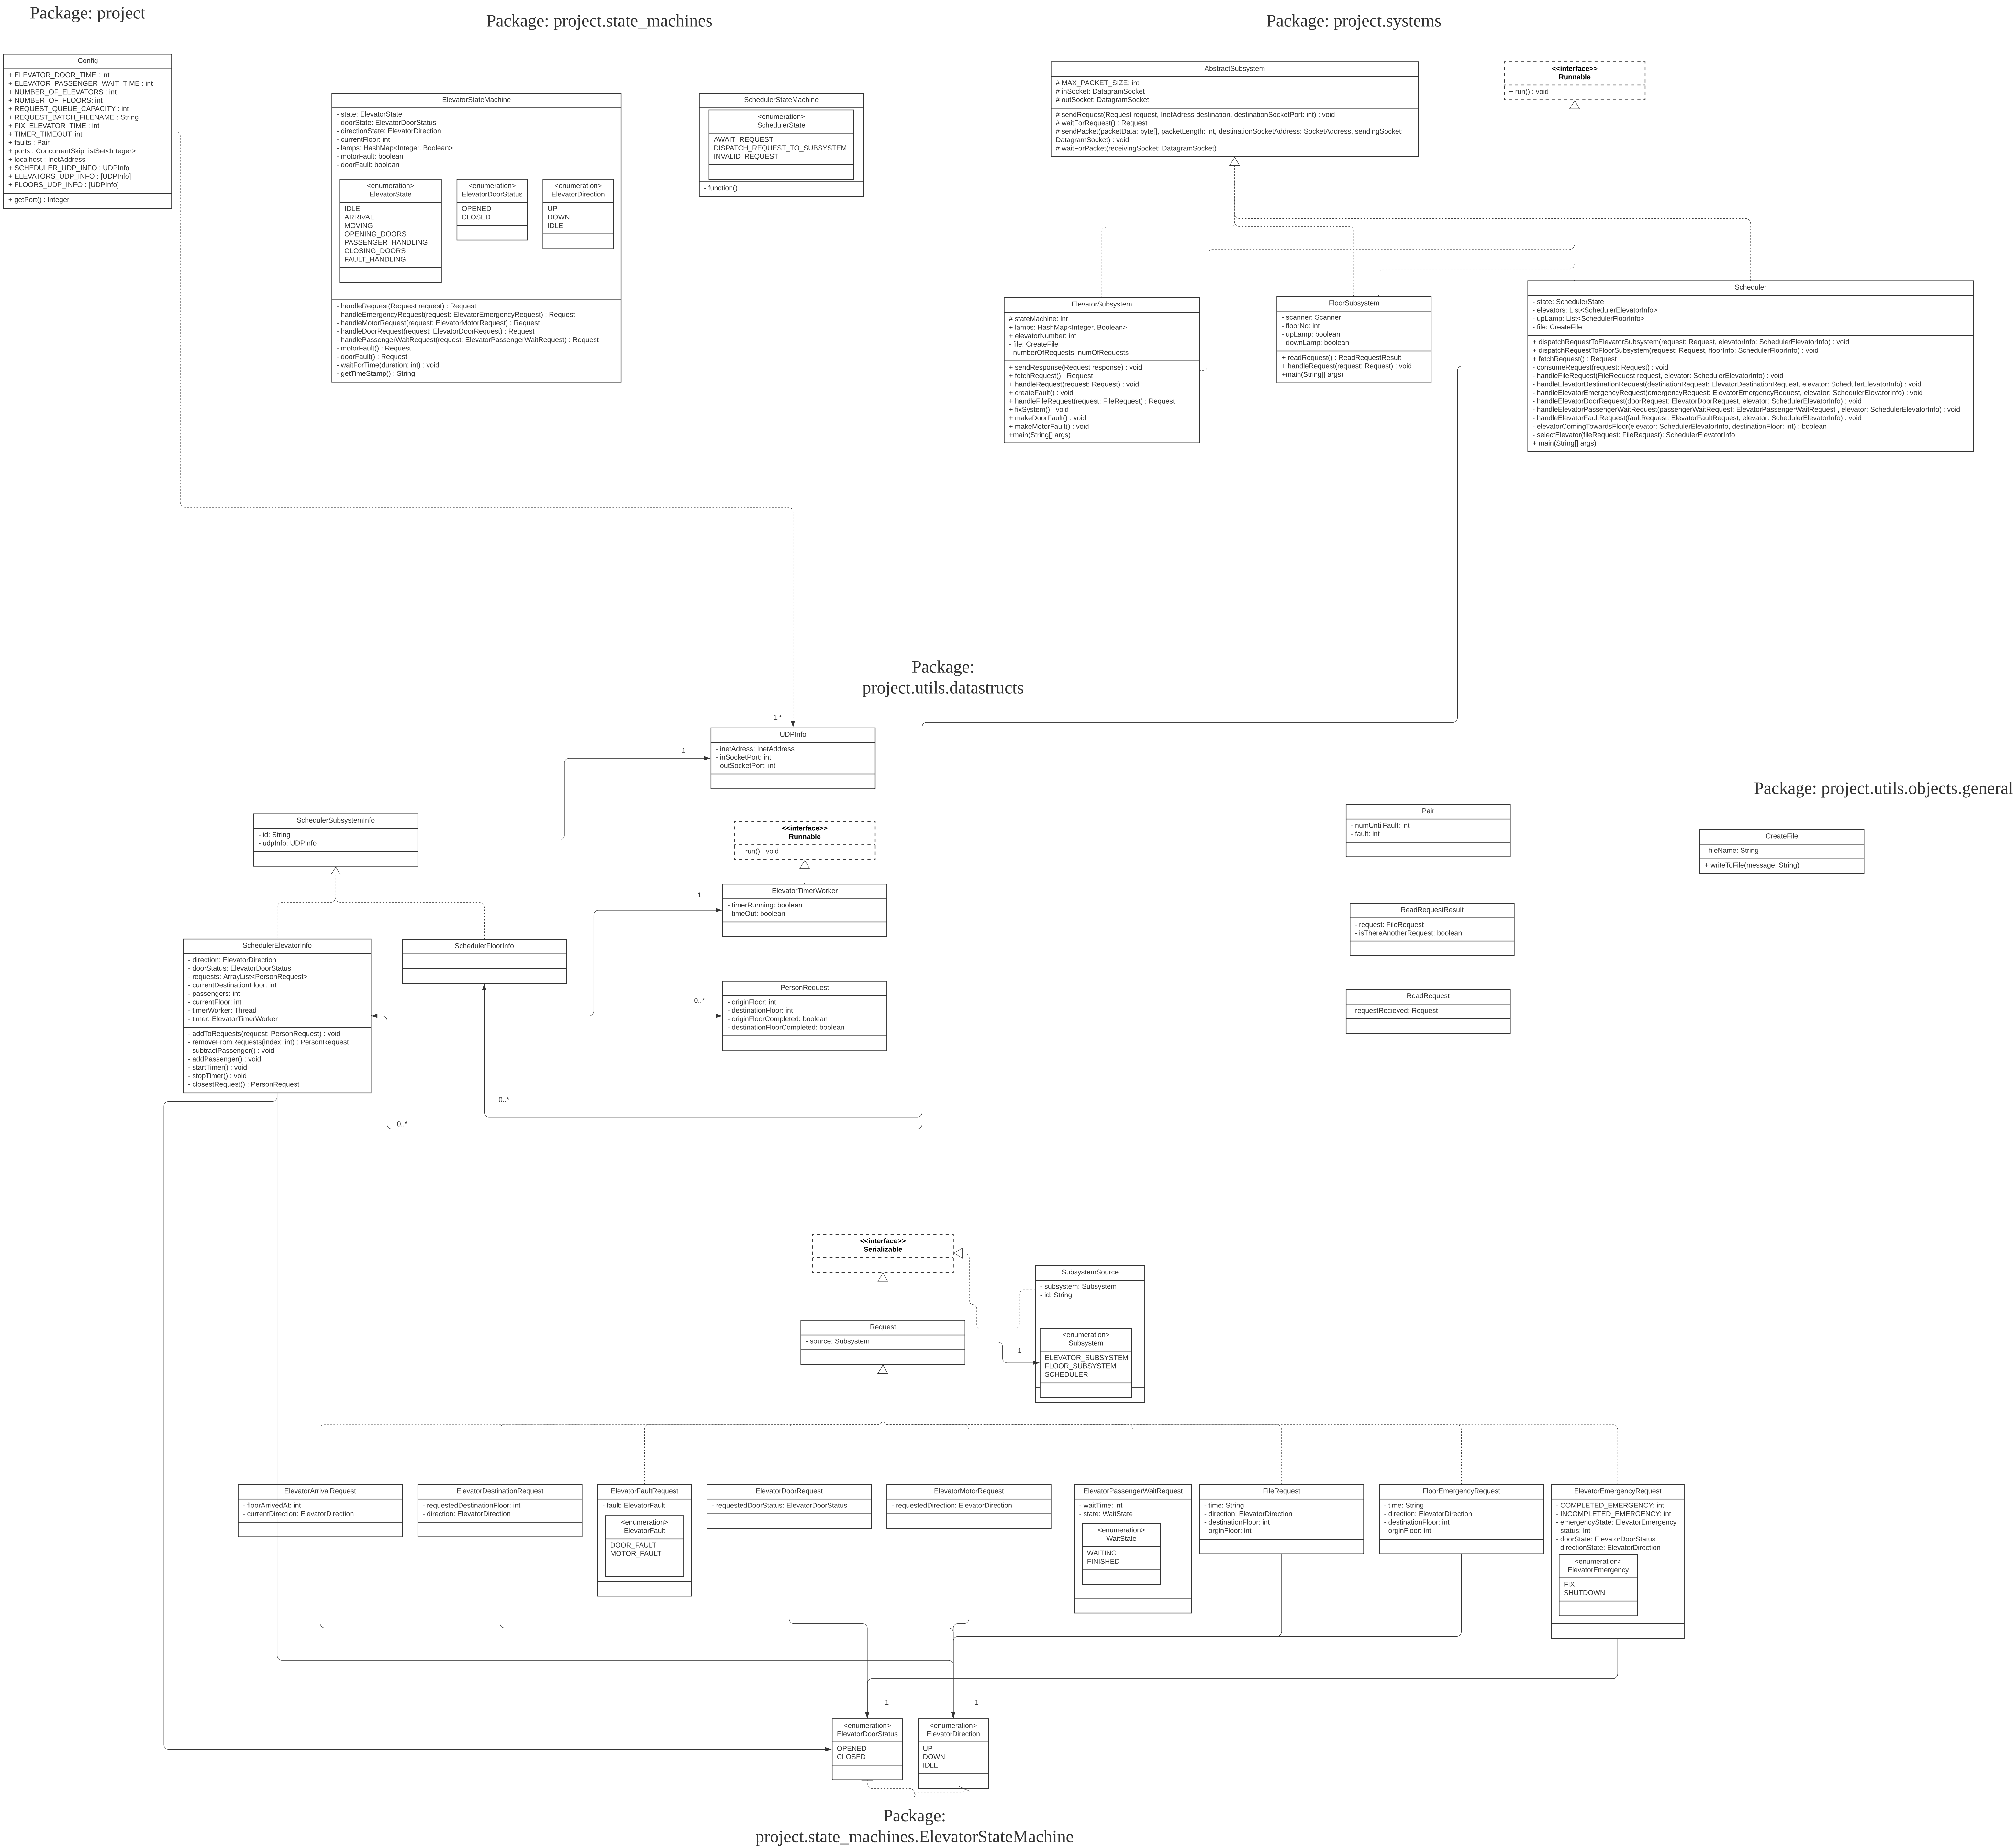 Package: project
Package: project.state_machines
Package: project.systems
Config
+ ELEVATOR_DOOR_TIME : int
+ ELEVATOR_PASSENGER_WAIT_TIME : int
+ NUMBER_OF_ELEVATORS : int
+ NUMBER_OF_FLOORS: int
+ REQUEST_QUEUE_CAPACITY : int
+ REQUEST_BATCH_FILENAME : String
+ FIX_ELEVATOR_TIME : int
+ TIMER_TIMEOUT: int
+ faults : Pair
+ ports : ConcurrentSkipListSet<Integer>
+ localhost : InetAddress
+ SCHEDULER_UDP_INFO : UDPInfo
+ ELEVATORS_UDP_INFO : [UDPInfo]
+ FLOORS_UDP_INFO : [UDPInfo]
+ getPort() : Integer
ElevatorStateMachine
- state: ElevatorState
- doorState: ElevatorDoorStatus
- directionState: ElevatorDirection
- currentFloor: int
- lamps: HashMap<Integer, Boolean>
- motorFault: boolean
- doorFault: boolean
<enumeration>
ElevatorState
IDLE
ARRIVAL
MOVING
OPENING_DOORS
PASSENGER_HANDLING
CLOSING_DOORS
FAULT_HANDLING
<enumeration>
ElevatorDoorStatus
OPENED
CLOSED
<enumeration>
ElevatorDirection
UP
DOWN
IDLE
- handleRequest(Request request) : Request
- handleEmergencyRequest(request: ElevatorEmergencyRequest) : Request
- handleMotorRequest(request: ElevatorMotorRequest) : Request
- handleDoorRequest(request: ElevatorDoorRequest) : Request
- handlePassengerWaitRequest(request: ElevatorPassengerWaitRequest) : Request
- motorFault() : Request
- doorFault() : Request
- waitForTime(duration: int) : void
- getTimeStamp() : String
SchedulerStateMachine
<enumeration>
SchedulerState
AWAIT_REQUEST
DISPATCH_REQUEST_TO_SUBSYSTEM
INVALID_REQUEST
- function()
AbstractSubsystem
# MAX_PACKET_SIZE: int
# inSocket: DatagramSocket
# outSocket: DatagramSocket
# sendRequest(Request request, InetAdress destination, destinationSocketPort: int) : void
# waitForRequest() : Request
# sendPacket(packetData: byte[], packetLength: int, destinationSocketAddress: SocketAddress, sendingSocket:
DatagramSocket) : void
# waitForPacket(receivingSocket: DatagramSocket)
<<interface>>
Runnable
+ run() : void
ElevatorSubsystem
# stateMachine: int
+ lamps: HashMap<Integer, Boolean>
+ elevatorNumber: int
- file: CreateFile
- numberOfRequests: numOfRequests
+ sendResponse(Request response) : void
+ fetchRequest() : Request
+ handleRequest(request: Request) : void
+ createFault() : void
+ handleFileRequest(request: FileRequest) : Request
+ fixSystem() : void
+ makeDoorFault() : void
+ makeMotorFault() : void
+main(String[] args)
FloorSubsystem
- scanner: Scanner
- floorNo: int
- upLamp: boolean
- downLamp: boolean
+ readRequest() : ReadRequestResult
+ handleRequest(request: Request) : void
+main(String[] args)
Scheduler
- state: SchedulerState
- elevators: List<SchedulerElevatorInfo>
- upLamp: List<SchedulerFloorInfo>
- file: CreateFile
+ dispatchRequestToElevatorSubsystem(request: Request, elevatorInfo: SchedulerElevatorInfo) : void
+ dispatchRequestToFloorSubsystem(request: Request, floorInfo: SchedulerFloorInfo) : void
+ fetchRequest() : Request
- consumeRequest(request: Request) : void
- handleFileRequest(FileRequest request, elevator: SchedulerElevatorInfo) : void
- handleElevatorDestinationRequest(destinationRequest: ElevatorDestinationRequest, elevator: SchedulerElevatorInfo) : void
- handleElevatorEmergencyRequest(emergencyRequest: ElevatorEmergencyRequest, elevator: SchedulerElevatorInfo) : void
- handleElevatorDoorRequest(doorRequest: ElevatorDoorRequest, elevator: SchedulerElevatorInfo) : void
- handleElevatorPassengerWaitRequest(passengerWaitRequest: ElevatorPassengerWaitRequest , elevator: SchedulerElevatorInfo) : void
- handleElevatorFaultRequest(faultRequest: ElevatorFaultRequest, elevator: SchedulerElevatorInfo) : void
- elevatorComingTowardsFloor(elevator: SchedulerElevatorInfo, destinationFloor: int) : boolean
- selectElevator(fileRequest: FileRequest): SchedulerElevatorInfo
+ main(String[] args)
Package:
project.utils.datastructs
1.*
UDPInfo
- inetAdress: InetAddress
- inSocketPort: int
- outSocketPort: int
1
SchedulerSubsystemInfo
- id: String
- udpInfo: UDPInfo
<<interface>>
Runnable
+ run() : void
ElevatorTimerWorker
- timerRunning: boolean
- timeOut: boolean
1
SchedulerElevatorInfo
- direction: ElevatorDirection
- doorStatus: ElevatorDoorStatus
- requests: ArrayList<PersonRequest>
- currentDestinationFloor: int
- passengers: int
- currentFloor: int
- timerWorker: Thread
- timer: ElevatorTimerWorker
- addToRequests(request: PersonRequest) : void
- removeFromRequests(index: int) : PersonRequest
- subtractPassenger() : void
- addPassenger() : void
- startTimer() : void
- stopTimer() : void
- closestRequest() : PersonRequest
SchedulerFloorInfo
0..*
PersonRequest
- originFloor: int
- destinationFloor: int
- originFloorCompleted: boolean
- destinationFloorCompleted: boolean
0..*
0..*
Package: project.utils.objects.general
Pair
- numUntilFault: int
- fault: int
CreateFile
- fileName: String
+ writeToFile(message: String)
ReadRequestResult
- request: FileRequest
- isThereAnotherRequest: boolean
ReadRequest
- requestRecieved: Request
<<interface>>
Serializable
SubsystemSource
- subsystem: Subsystem
- id: String
<enumeration>
Subsystem
ELEVATOR_SUBSYSTEM
FLOOR_SUBSYSTEM
SCHEDULER
Request
- source: Subsystem
1
ElevatorArrivalRequest
- floorArrivedAt: int
- currentDirection: ElevatorDirection
ElevatorDestinationRequest
- requestedDestinationFloor: int
- direction: ElevatorDirection
ElevatorFaultRequest
- fault: ElevatorFault
<enumeration>
ElevatorFault
DOOR_FAULT
MOTOR_FAULT
ElevatorDoorRequest
- requestedDoorStatus: ElevatorDoorStatus
ElevatorMotorRequest
- requestedDirection: ElevatorDirection
ElevatorPassengerWaitRequest
- waitTime: int
- state: WaitState
<enumeration>
WaitState
WAITING
FINISHED
FileRequest
- time: String
- direction: ElevatorDirection
- destinationFloor: int
- orginFloor: int
FloorEmergencyRequest
- time: String
- direction: ElevatorDirection
- destinationFloor: int
- orginFloor: int
ElevatorEmergencyRequest
- COMPLETED_EMERGENCY: int
- INCOMPLETED_EMERGENCY: int
- emergencyState: ElevatorEmergency
- status: int
- doorState: ElevatorDoorStatus
- directionState: ElevatorDirection
<enumeration>
ElevatorEmergency
FIX
SHUTDOWN
1
1
<enumeration>
ElevatorDoorStatus
OPENED
CLOSED
<enumeration>
ElevatorDirection
UP
DOWN
IDLE
Package:
project.state_machines.ElevatorStateMachine